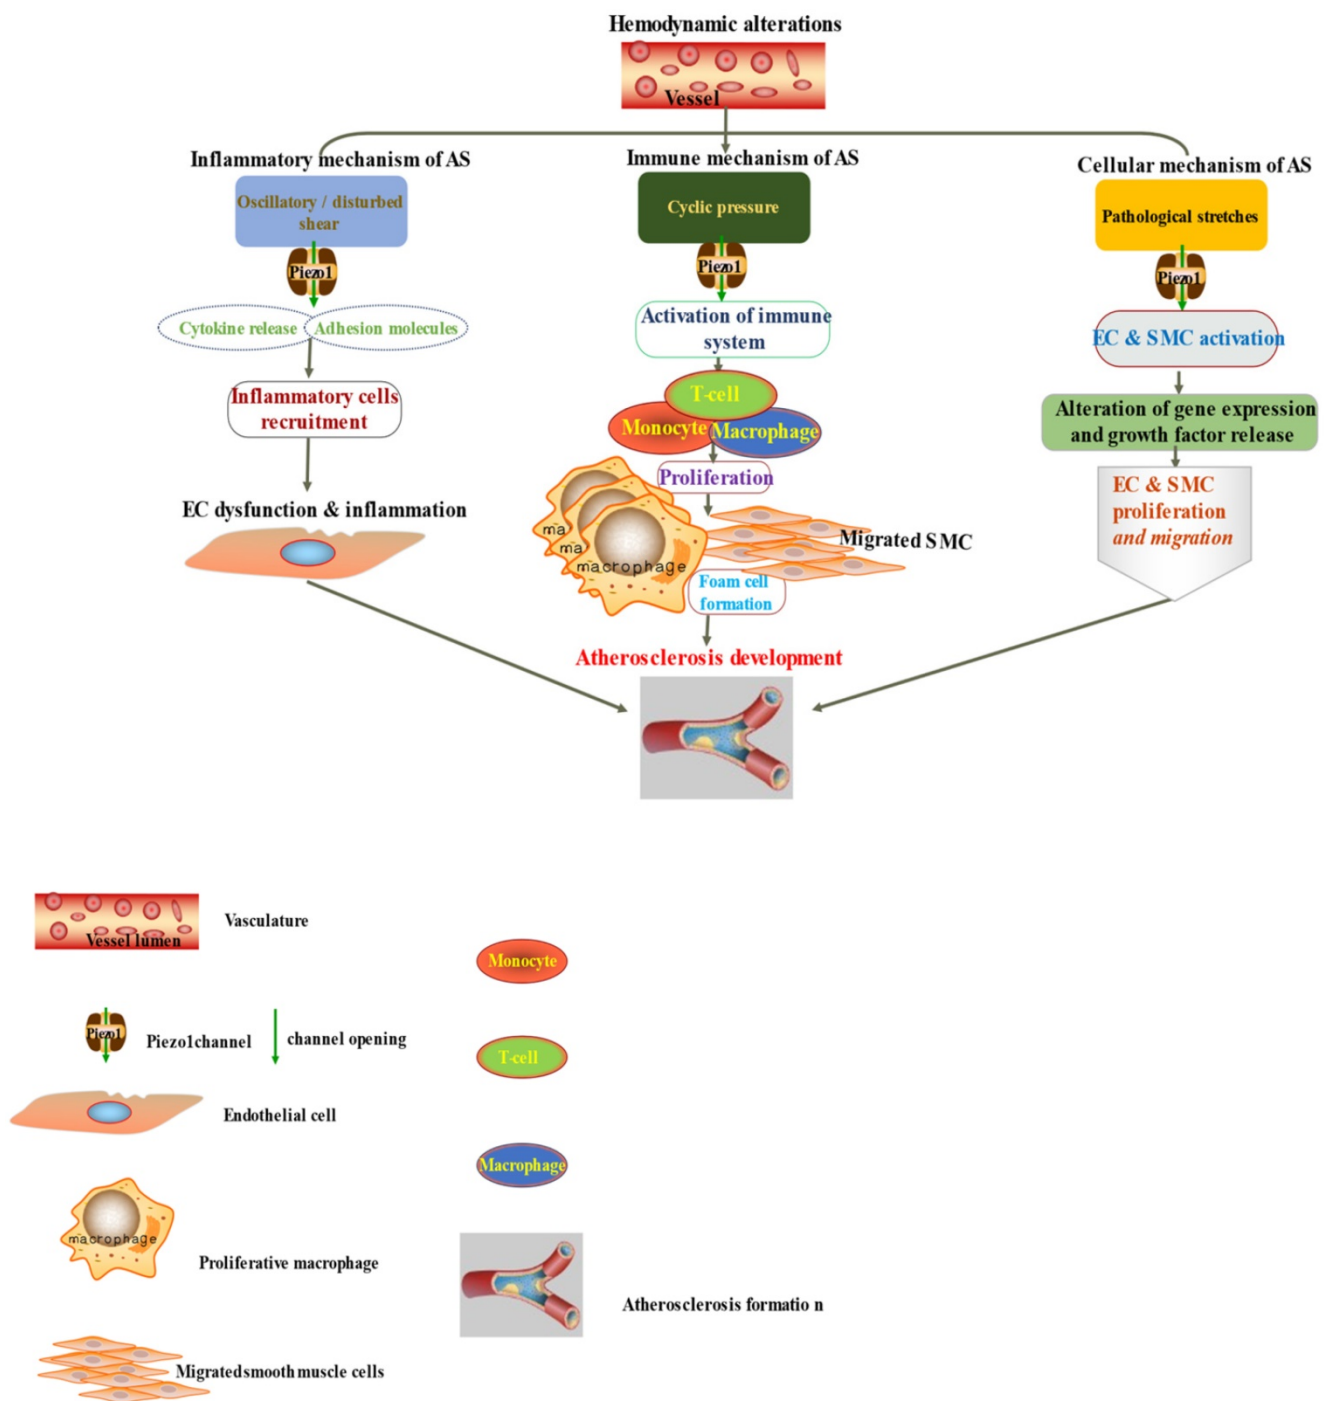 Hemodynamic alterations
Vessel
Inflammatory mechanism of AS
Oscillatory / disturbed
shear
Piezo1
Cytokine release
Adhesion molecules
Inflammatory cells
recruitment
EC dysfunction & inflammation
Immune mechanism of AS
Cyclic pressure
Piezo1
Activation of immune
system
T-cell
Monocyte
Macrophage
Proliferation
ma
ma
macrophage
Migrated SMC
Foam cell
formation
Cellular mechanism of AS
Pathological stretches
Piezo1
EC & SMC activation
Alteration of gene expression
and growth factor release
EC & SMC
proliferation
and migration
Atherosclerosis development
Vessel lumen
Vasculature
Piezo1
Piezo1channel
channel opening
Endothelial cell
macrophage
Proliferative macrophage
Migrated smooth muscle cells
Monocyte
T-cell
Macrophage
Atherosclerosis formatio n